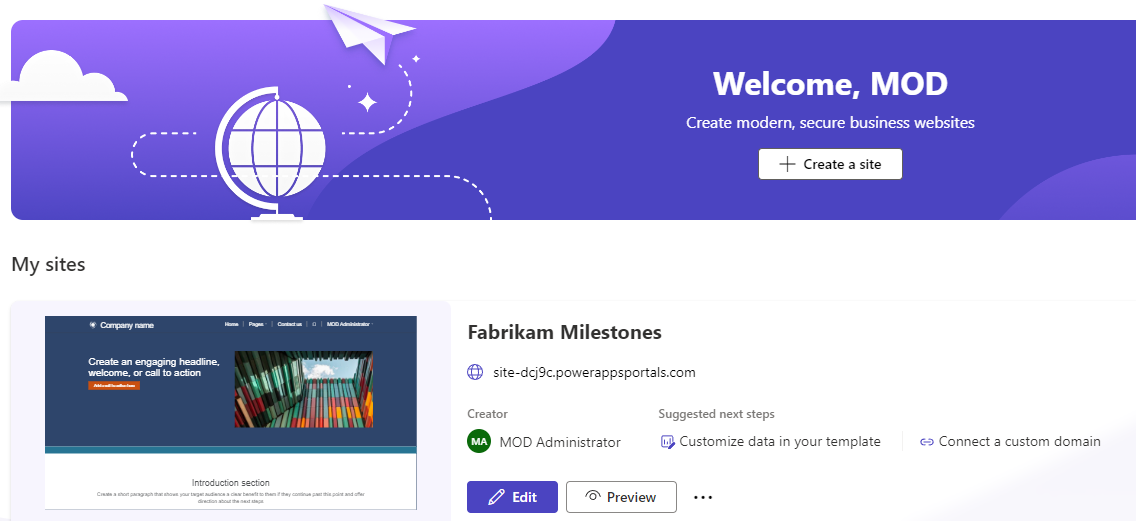 Welcome, MOD
Create modern, secure business websites
Create a site
My sites
Company name
Home
Pages
Contact us
MOD Administrator
Create an engaging headline,
welcome, or call to action
Introduction section
Create a short paragraph that shows your target audience a clear benefit to them if they continue past this point and offer
direction about the next steps
Fabrikam Milestones
site-dcj9c.powerappsportals.com
Creator
Suggested next steps
MA
MOD Administrator
Customize data in your template
Connect a custom domain
Edit
Preview